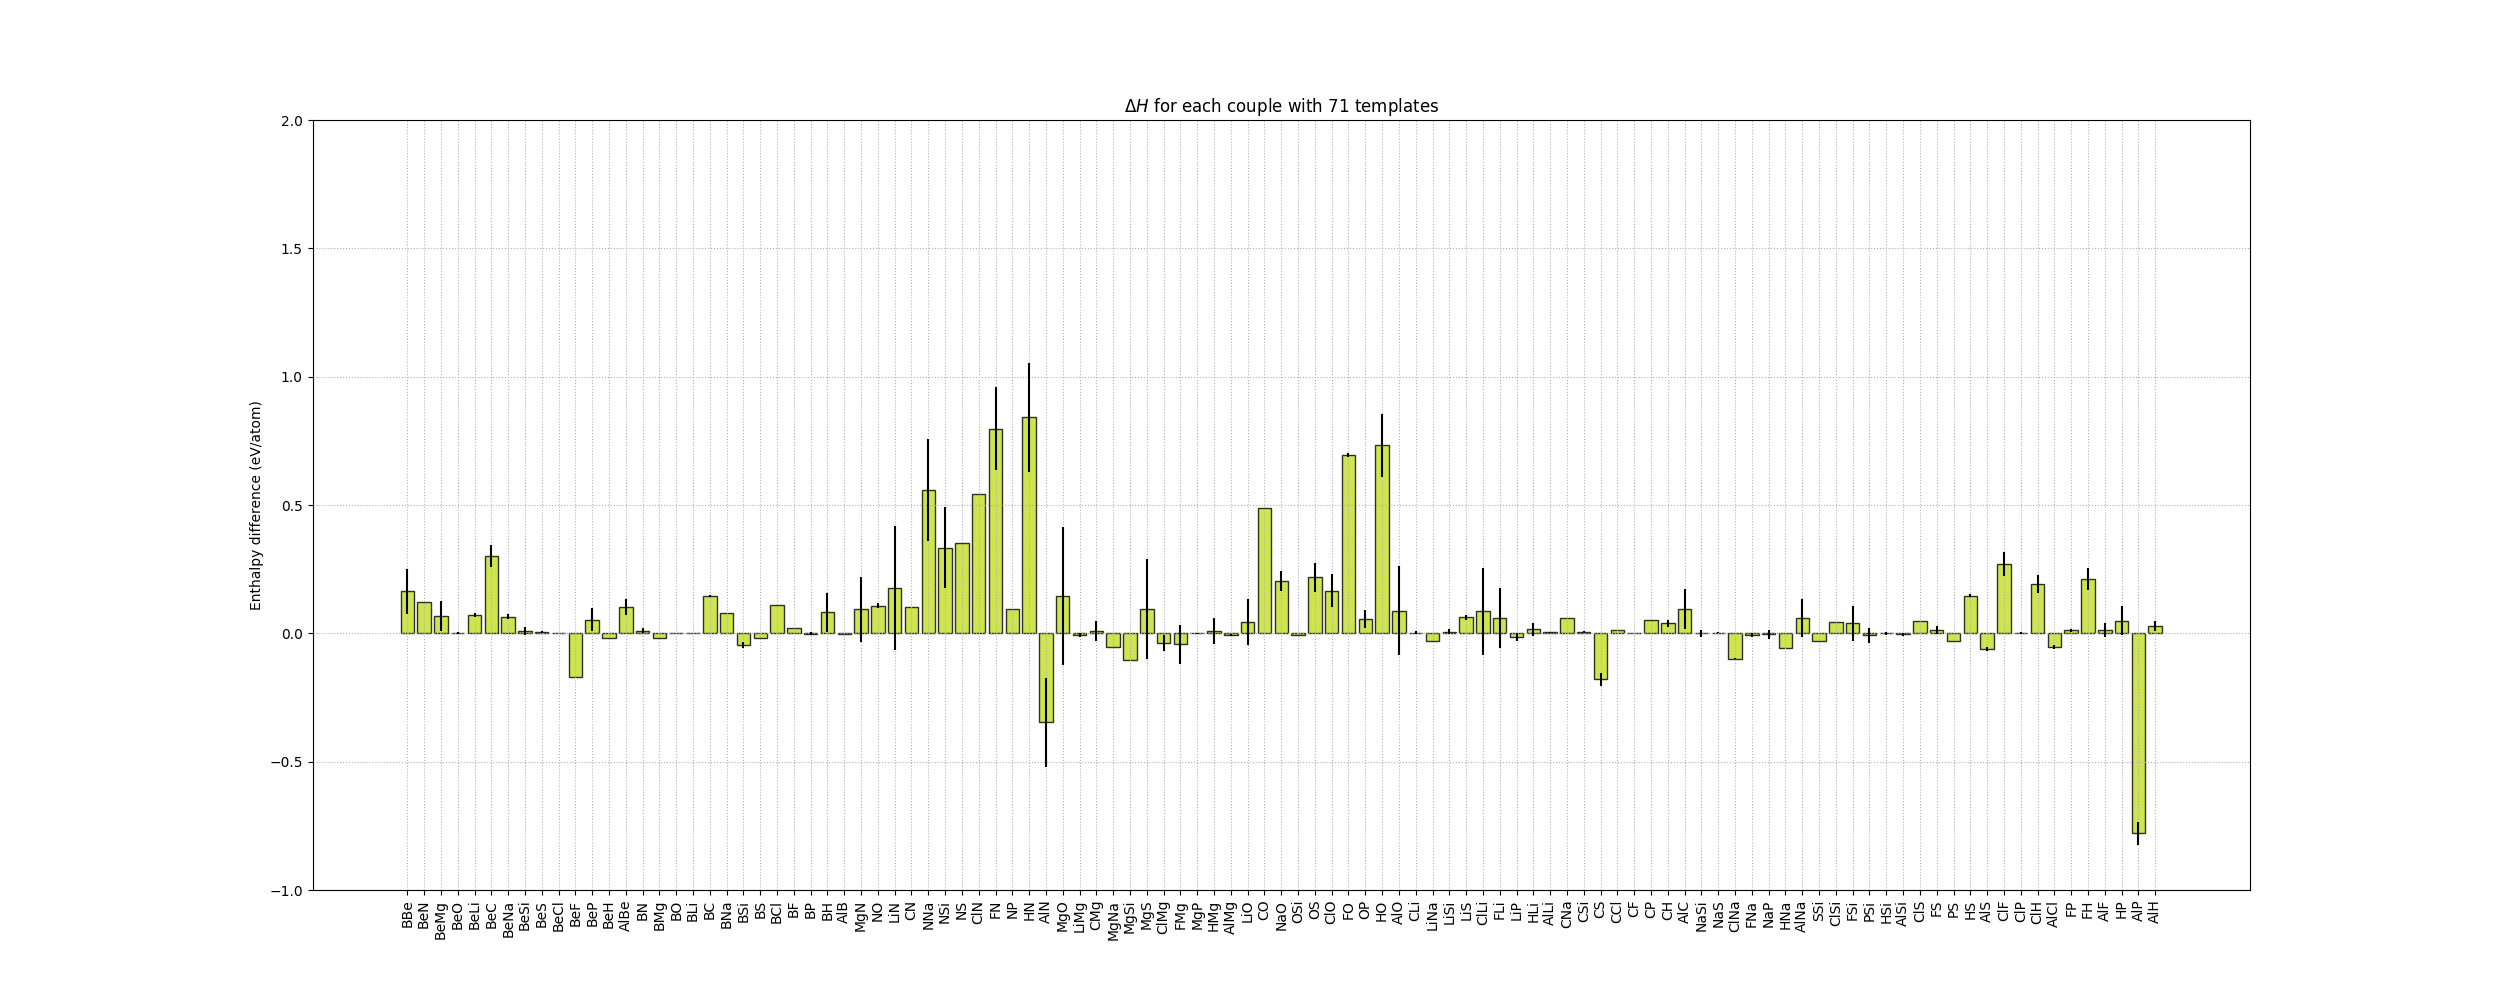 ΔH for each couple with 71 templates
Enthalpy difference (eV/atom)
2.0
1.5
1.0
0.5
0.0
−0.5
−1.0
BBe
BeN
BeMg
BeO
BeLi
BeC
BeNa
BeSi
BeS
BeCl
BeF
BeP
BeH
AlBe
BN
BMg
BO
BLi
BC
BNa
BSi
BS
BCl
BF
BP
BH
AlB
MgN
NO
LiN
CN
NNa
NSi
NS
ClN
FN
NP
HN
AlN
MgO
LiMg
CMg
MgNa
MgSi
MgS
ClMg
FMg
MgP
HMg
AlMg
LiO
CO
NaO
OSi
OS
ClO
FO
OP
HO
AlO
CLi
LiNa
LiSi
LiS
ClLi
FLi
LiP
HLi
AlLi
CNa
CSi
CS
CCl
CF
CP
CH
AlC
NaSi
NaS
ClNa
FNa
NaP
HNa
AlNa
SSi
ClSi
FSi
PSi
HSi
AlSi
ClS
FS
PS
HS
AlS
ClF
ClP
ClH
AlCl
FP
FH
AlF
HP
AlP
AlH